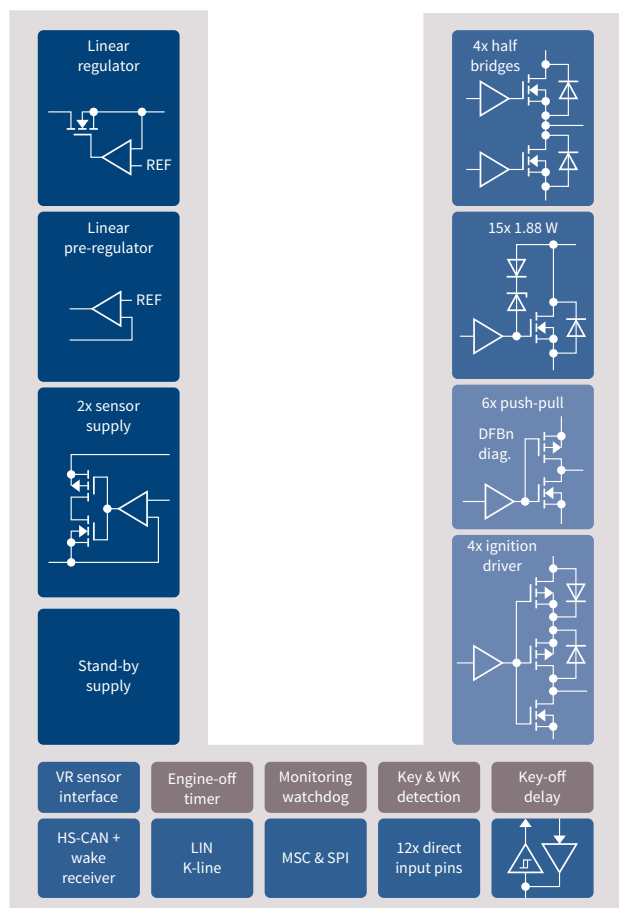 Linear
regulator
REF
Linear
pre-regulator
REF
2x sensor
supply
Stand-by
supply
4x half
bridges
15x 1.88 W
6x push-pull
DFBn
diag.
4x ignition
driver
VR sensor
interface
Engine-off
timer
Monitoring
watchdog
Key & WK
detection
Key-off
delay
HS-CAN +
wake
receiver
LIN
K-line
MSC & SPI
12x direct
input pins